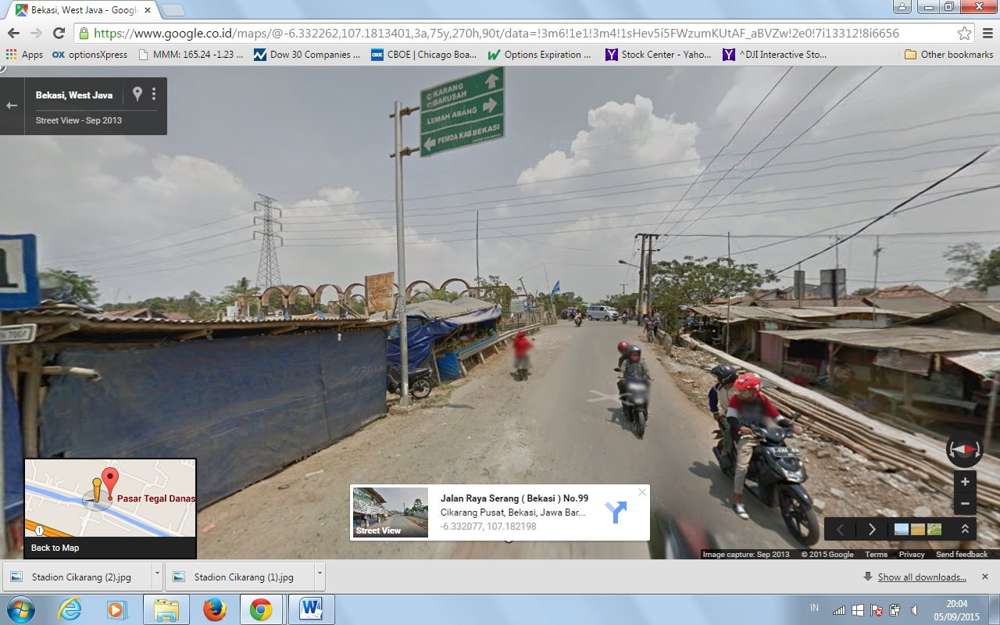 Bekasi, West Java - Googl
https://www.google.co.id/maps/@-6.332262,107.1813401,3a,75y,270h,90t/data=!3m6!1e1!3m4!1sHev5i5FWzumKUtAF_aBVZw!2e0!7i13312!8i6656
Apps optionsXpress MMM: 165.24 -1.23 ... Dow 30 Companies ... CBOE | Chicago Boa... Options Expiration ... Stock Center - Yaho... ^DJI Interactive Sto... Other bookmarks
Bekasi, West Java
Street View - Sep 2013
CIKARANG
CIBARUSAH
LEMAH ABANG
PEMDA KAB BEKASI
Pasar Tegal Danas
1
Back to Map
Street View
Jalan Raya Serang ( Bekasi ) No.99
Cikarang Pusat, Bekasi, Jawa Bar...
-6.332077, 107.182198
Image capture: Sep 2013 © 2015 Google Terms Privacy Send feedback
Stadion Cikarang (2).jpg Stadion Cikarang (1).jpg Show all downloads...
IN 20:04
05/09/2015